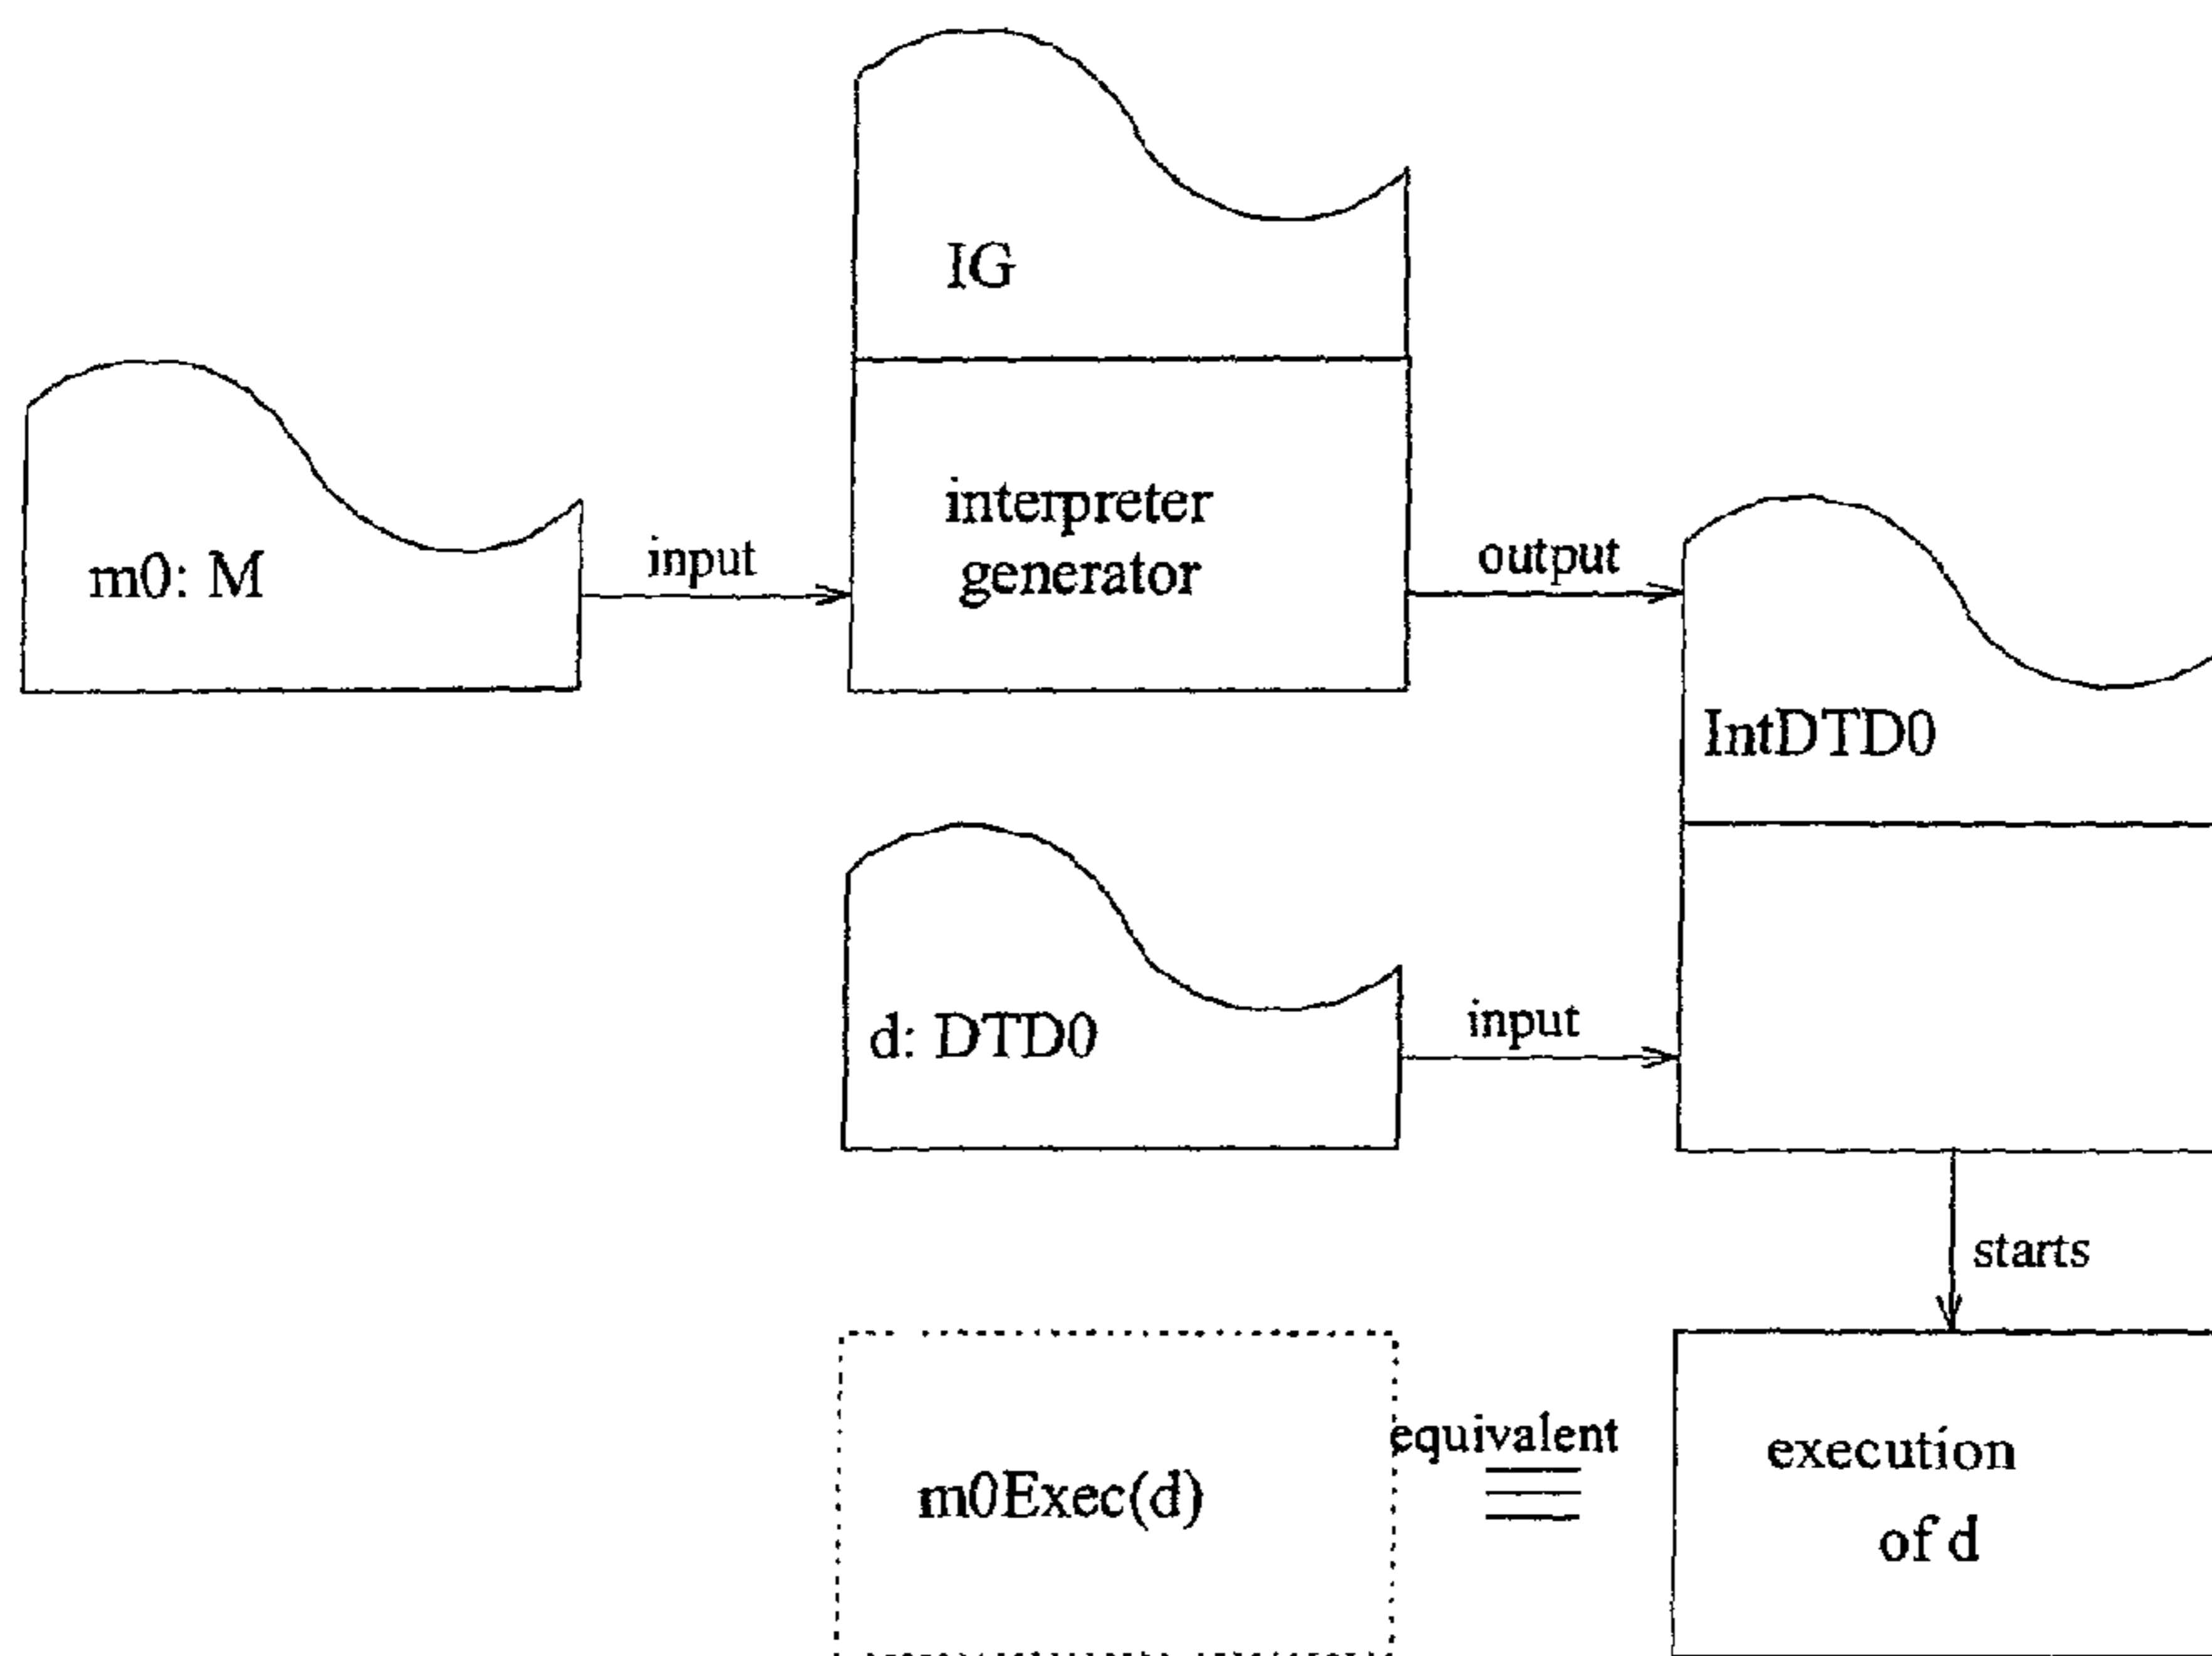 IG
interpreter
generator
m0: M
input
output
IntDTD0
d: DTD0
input
starts
equivalent
m0Exec(d)
execution
of d